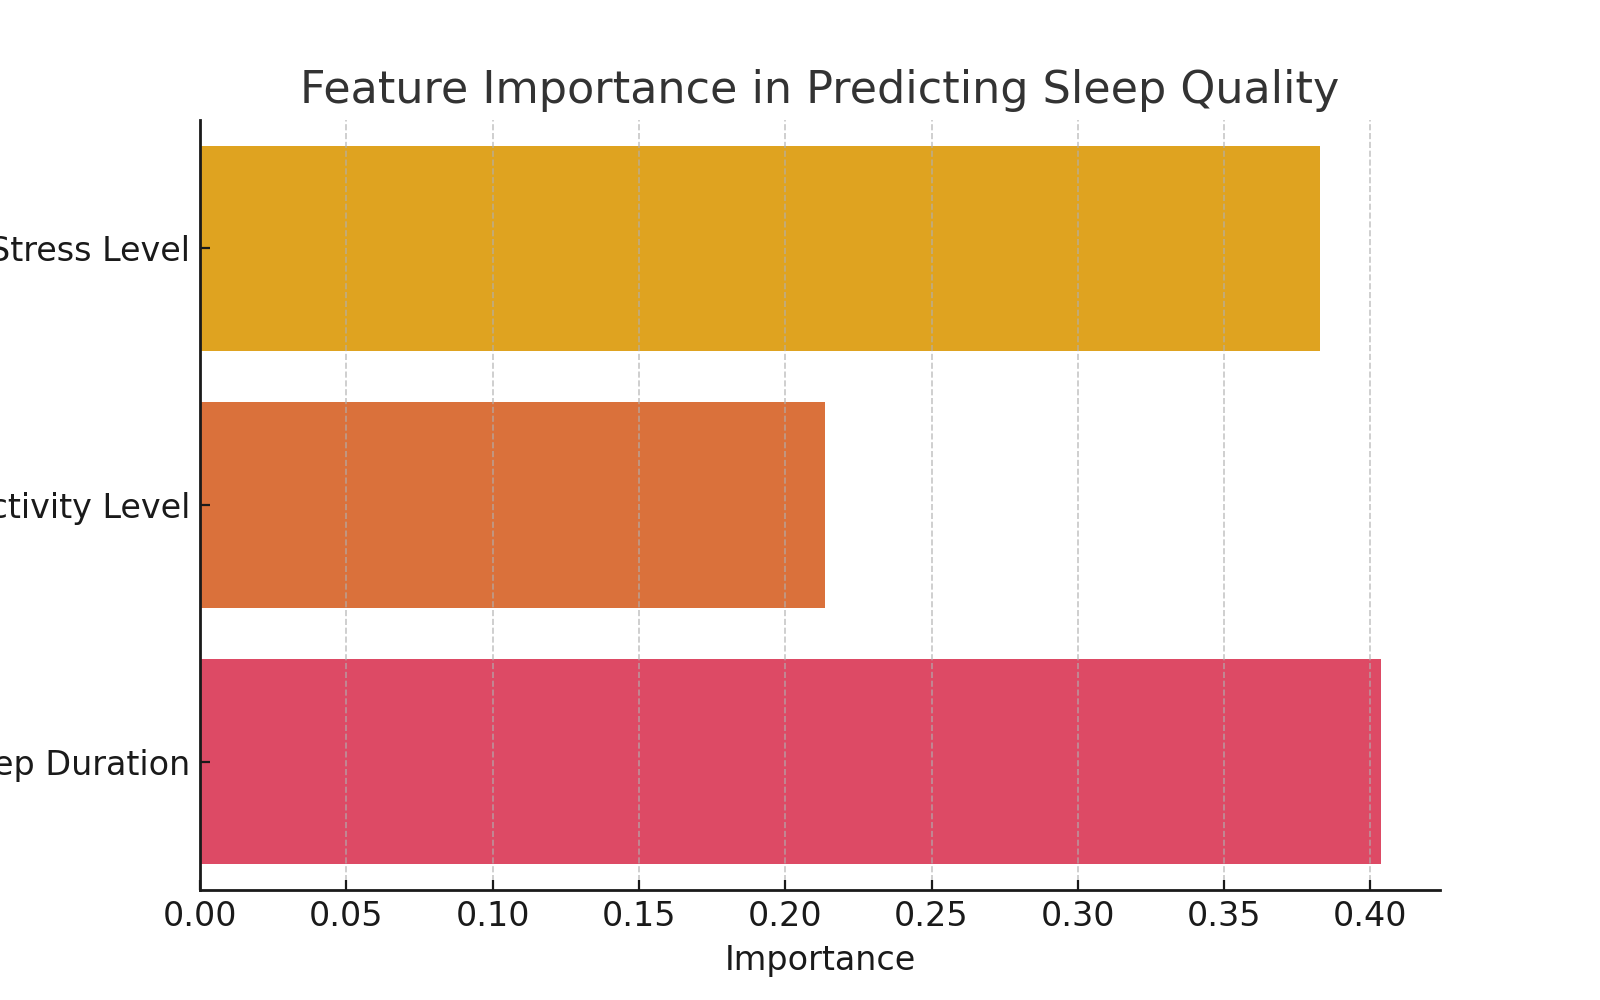 Feature Importance in Predicting Sleep Quality
Stress Level
ctivity Level
ep Duration
0.00 0.05 0.10 0.15 0.20 0.25 0.30 0.35 0.40
Importance